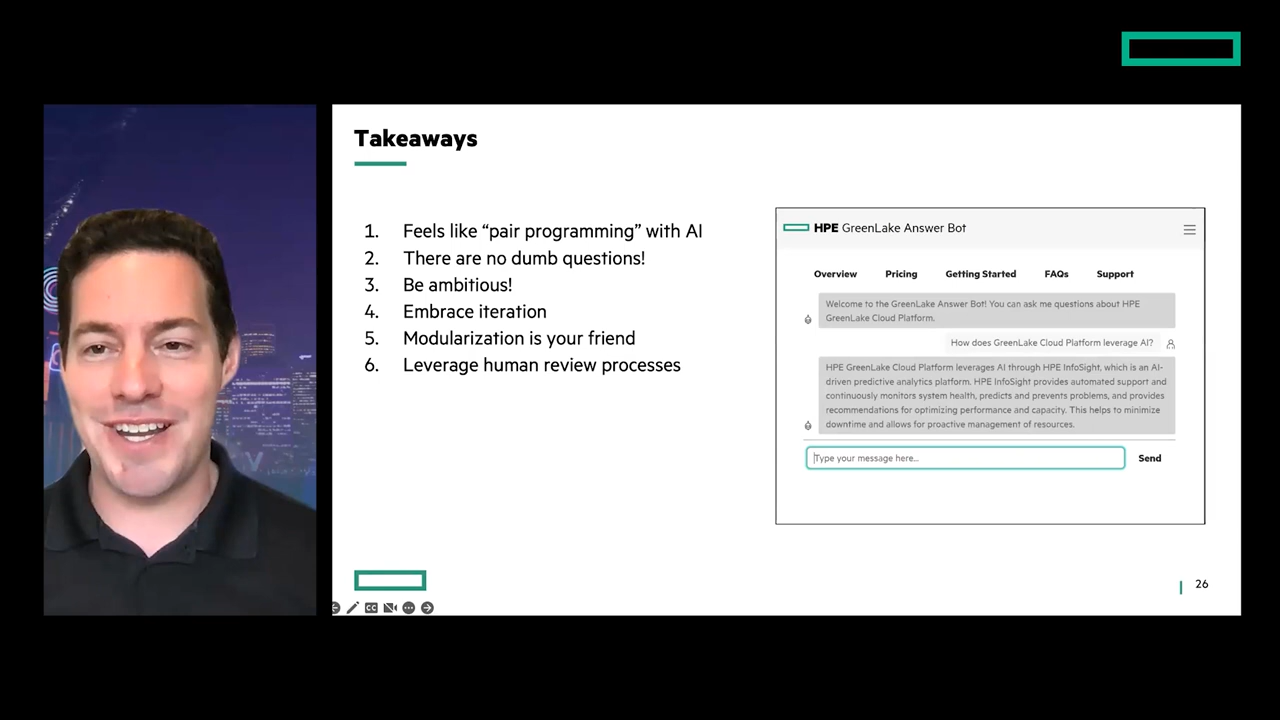 Takeaways
1. Feels like “pair programming” with AI
2. There are no dumb questions!
3. Be ambitious!
4. Embrace iteration
5. Modularization is your friend
6. Leverage human review processes
HPE GreenLake Answer Bot
Overview Pricing Getting Started FAQs Support
Welcome to the GreenLake Answer Bot! You can ask me questions about HPE
GreenLake Cloud Platform.
How does GreenLake Cloud Platform leverage AI?
HPE GreenLake Cloud Platform leverages AI through HPE InfoSight, which is an AI-
driven predictive analytics platform. HPE InfoSight provides automated support and
continuously monitors system health, predicts and prevents problems, and provides
recommendations for optimizing performance and capacity. This helps to minimize
downtime and allows for proactive management of resources.
Type your message here... Send
26
CC